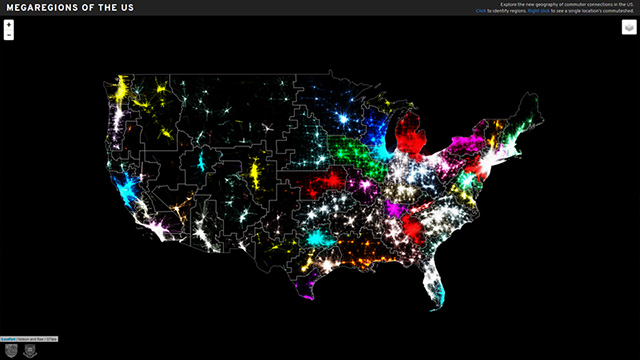 MEGAREGIONS OF THE US
Explore the new geography of commuter connections in the US.
Click to identify regions. Right click to see a single location's commuteshed.
+
−
Leaflet | Nelson and Rae | GTiles